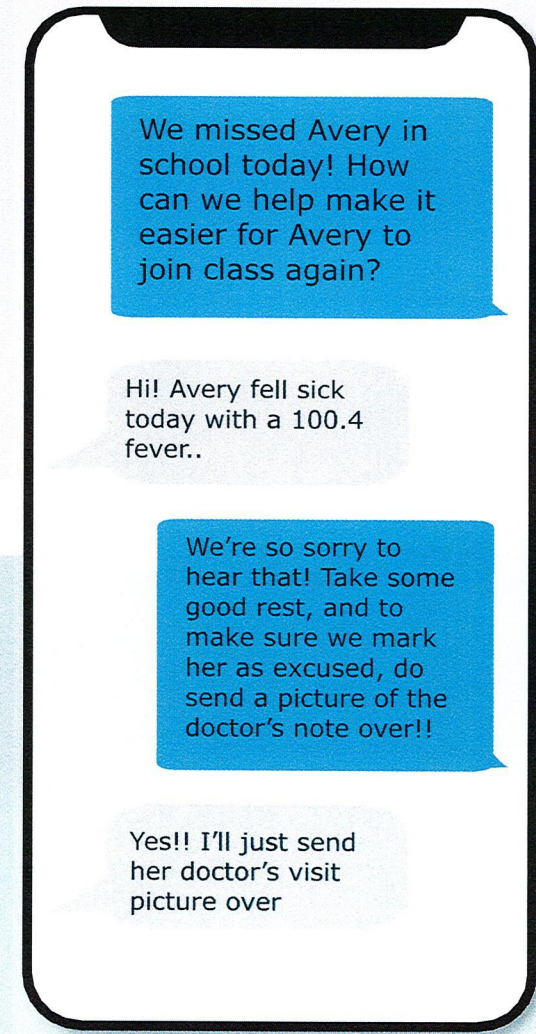 We missed Avery in
school today! How
can we help make it
easier for Avery to
join class again?
Hi! Avery fell sick
today with a 100.4
fever..
We're so sorry to
hear that! Take some
good rest, and to
make sure we mark
her as excused, do
send a picture of the
doctor's note over!!
Yes!! I'll just send
her doctor's visit
picture over